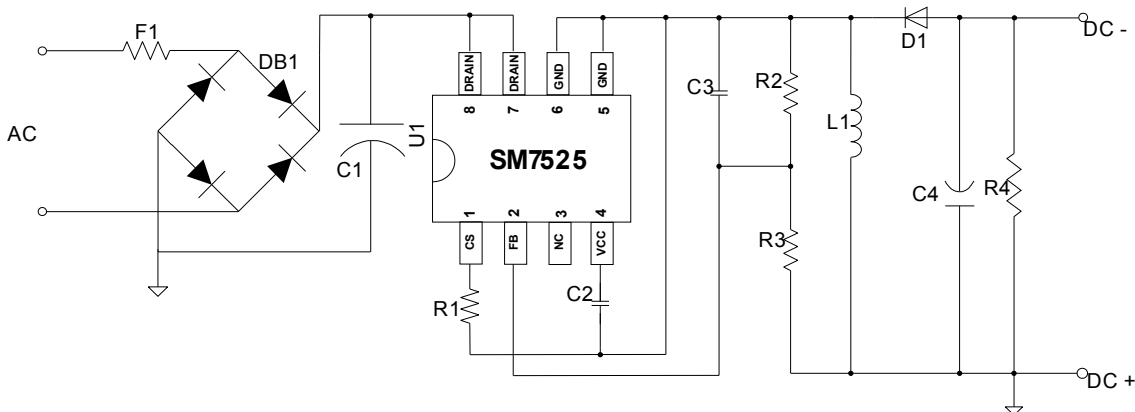 F1
DB1
AC
C1
U1
DRAIN
DRAIN
GND
GND
8
7
6
5
SM7525
1
2
3
4
CS
FB
NC
VCC
R1
C2
C3
R2
R3
L1
D1
C4
R4
DC -
DC +